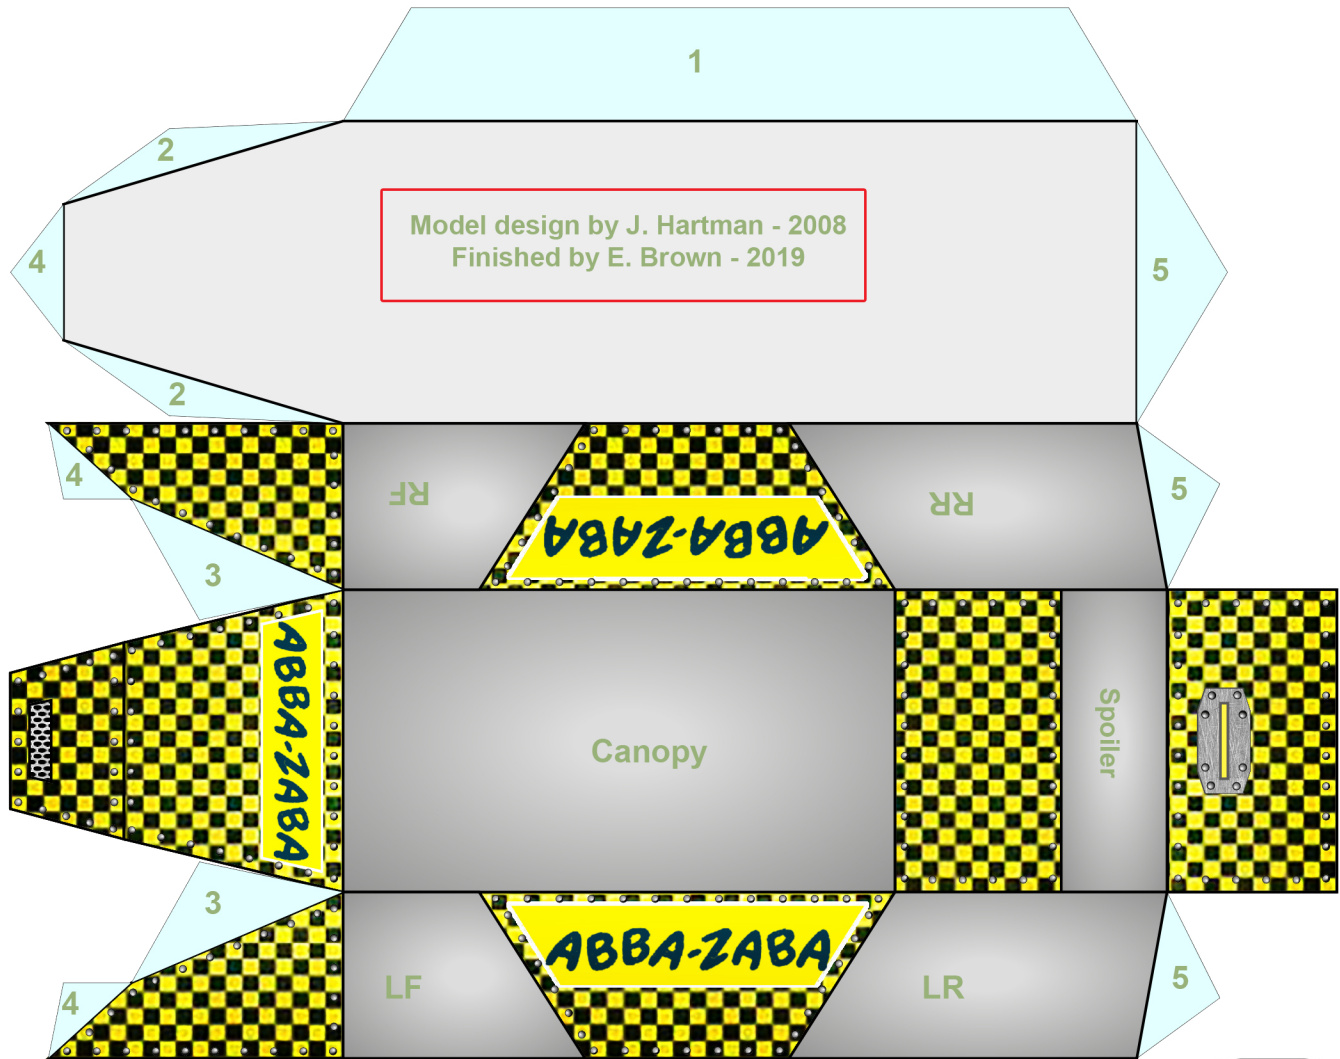 1
2
Model design by J. Hartman - 2008
Finished by E. Brown - 2019
4
5
2
4
RF
RR
5
ABBA-ZABA
3
ABBA-ZABA
Canopy
Spoiler
3
ABBA-ZABA
4
LF
LR
5